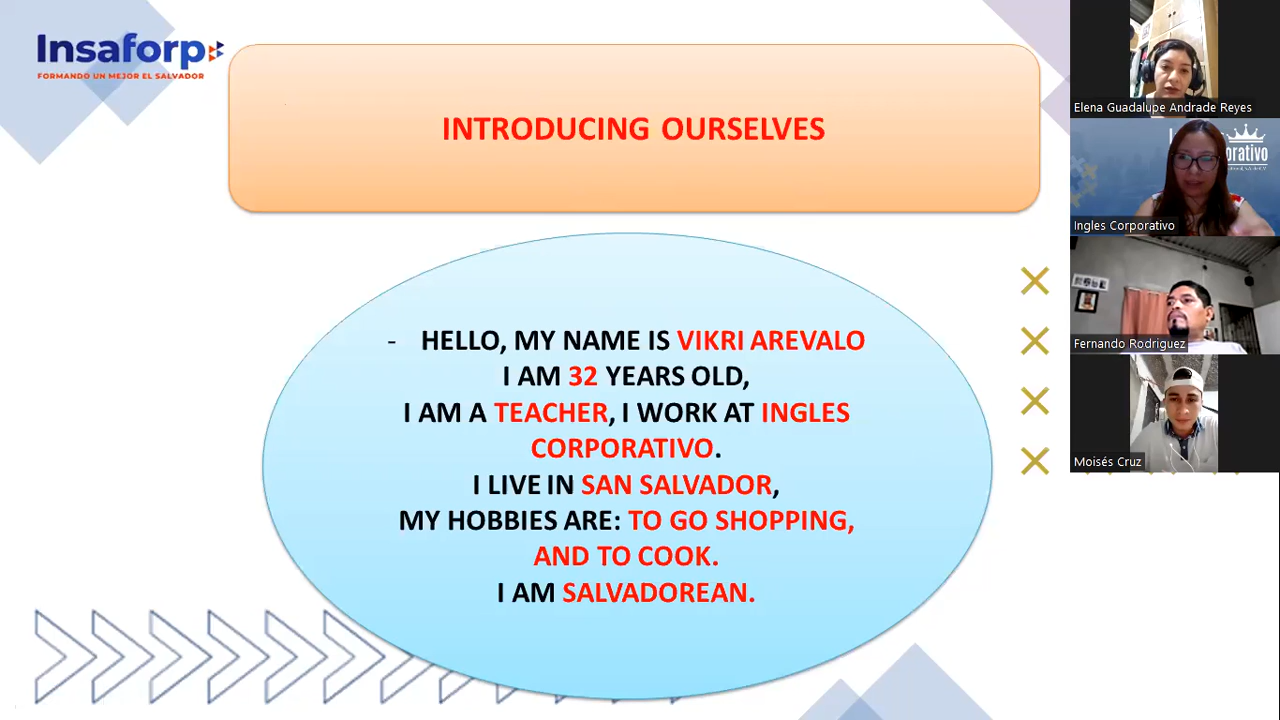 Insaforp
FORMANDO UN MEJOR EL SALVADOR
INTRODUCING OURSELVES
- HELLO, MY NAME IS VIKRI AREVALO
I AM 32 YEARS OLD,
I AM A TEACHER, I WORK AT INGLES
CORPORATIVO.
I LIVE IN SAN SALVADOR,
MY HOBBIES ARE: TO GO SHOPPING,
AND TO COOK.
I AM SALVADOREAN.
Elena Guadalupe Andrade Reyes
Ingles Corporativo
Fernando Rodriguez
Moisés Cruz